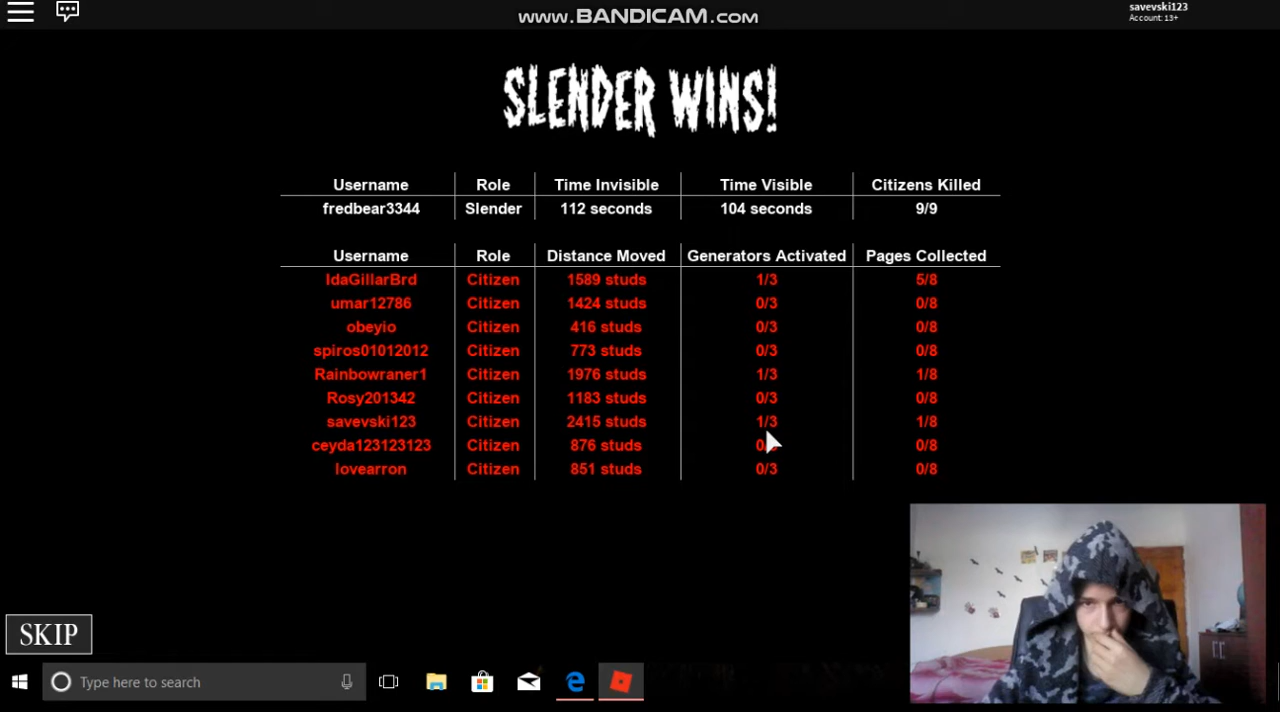 www.BANDICAM.COM
savevski123
Account: 13+
SLENDER WINS!
Username Role Time Invisible Time Visible Citizens Killed
fredbear3344 Slender 112 seconds 104 seconds 9/9
Username Role Distance Moved Generators Activated Pages Collected
IdaGillarBrd Citizen 1589 studs 1/3 5/8
umar12786 Citizen 1424 studs 0/3 0/8
obeyio Citizen 416 studs 0/3 0/8
spiros01012012 Citizen 773 studs 0/3 0/8
Rainbowraner1 Citizen 1976 studs 1/3 1/8
Rosy201342 Citizen 1183 studs 0/3 0/8
savevski123 Citizen 2415 studs 1/3 1/8
ceyda123123123 Citizen 876 studs 0/8
lovearron Citizen 851 studs 0/3 0/8
SKIP
Type here to search